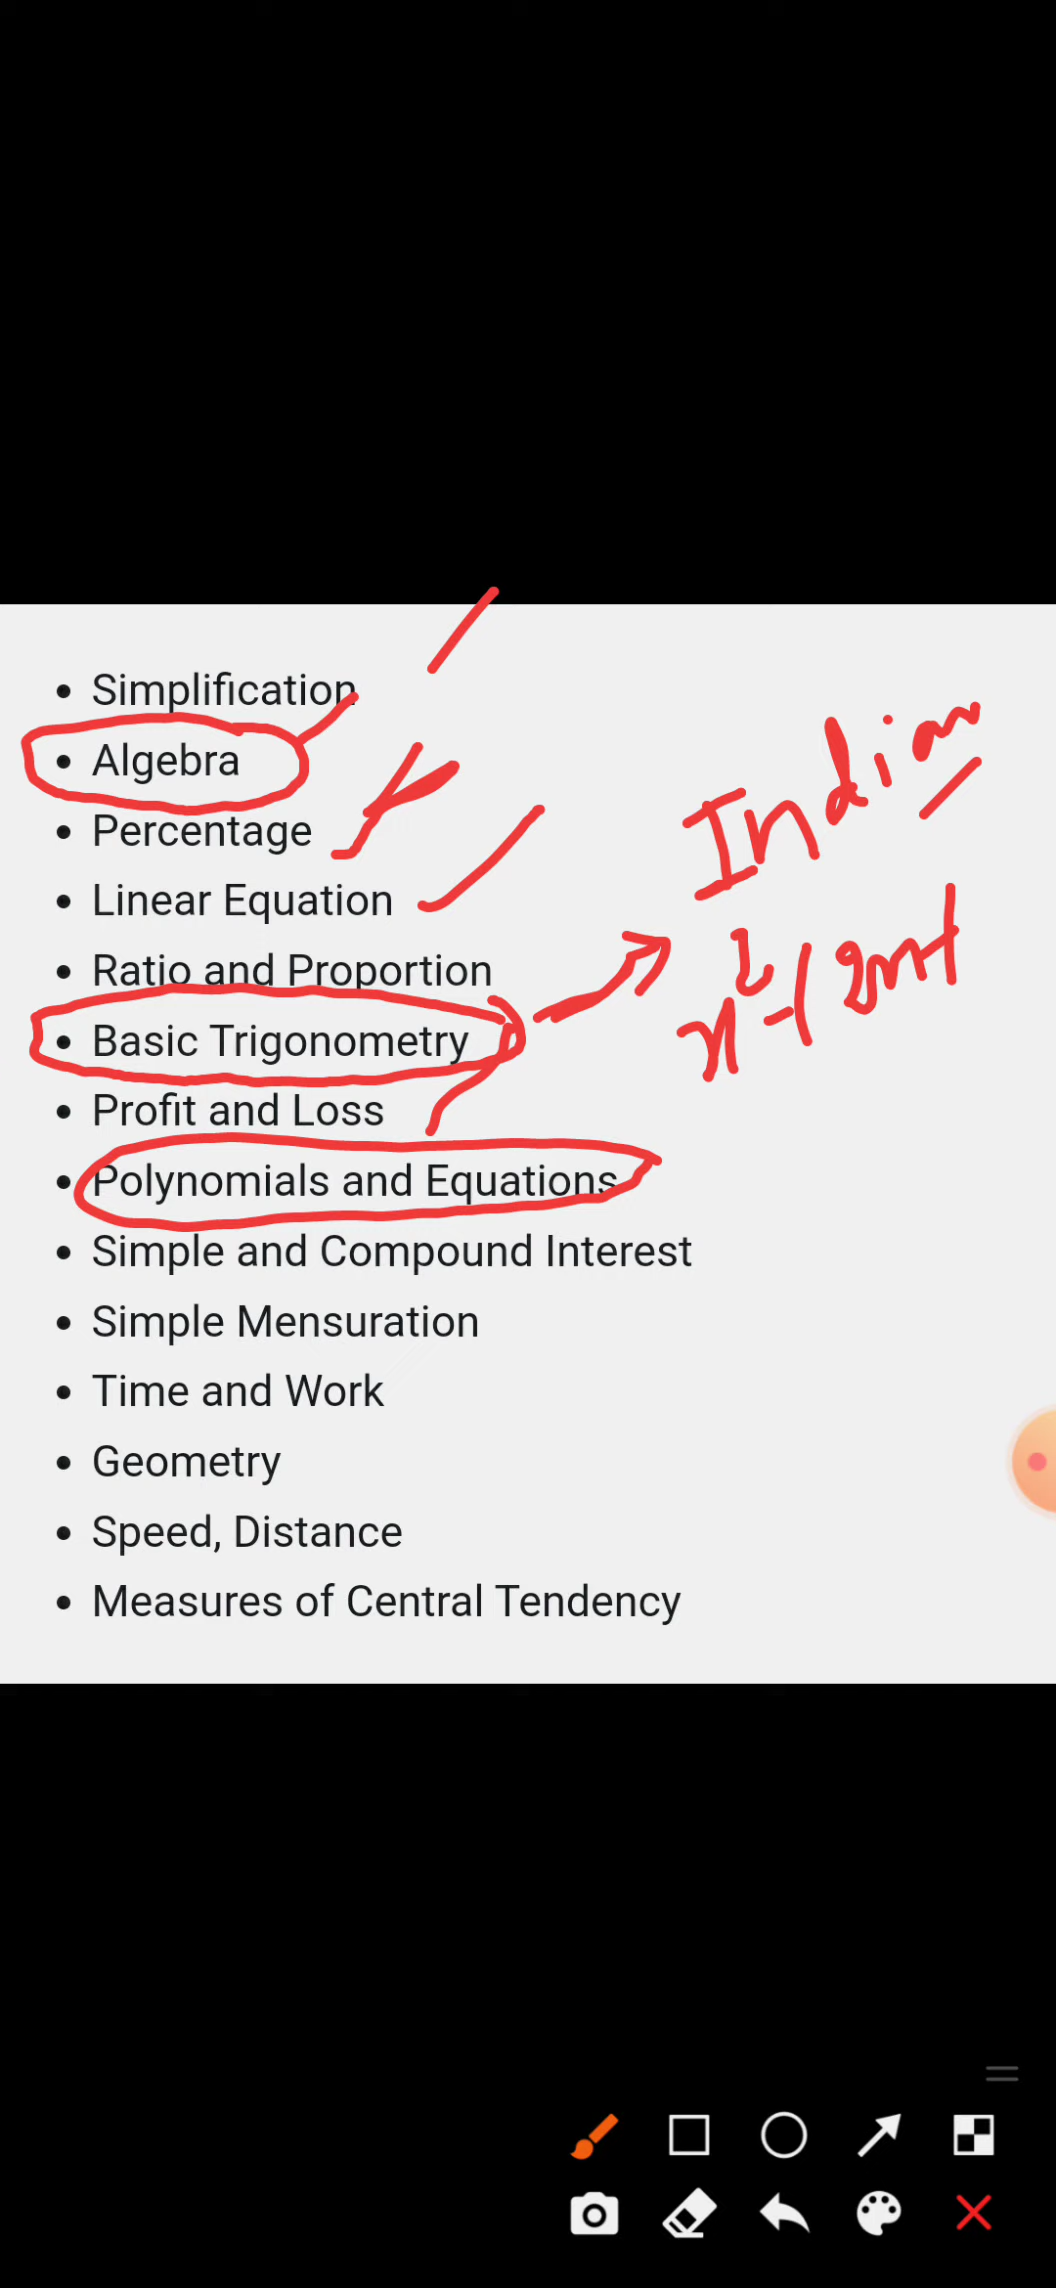 • Simplification
• Algebra
• Percentage
• Linear Equation
• Ratio and Proportion
• Basic Trigonometry
• Profit and Loss
• Polynomials and Equations
• Simple and Compound Interest
• Simple Mensuration
• Time and Work
• Geometry
• Speed, Distance
• Measures of Central Tendency
Indian